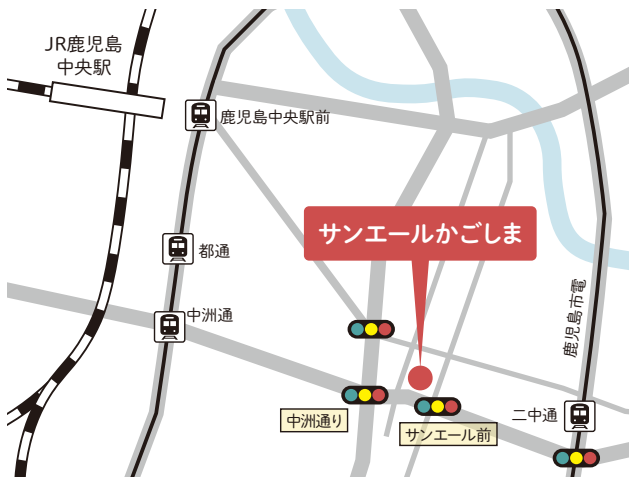 JR鹿児島
中央駅
鹿児島中央駅前
サンエールかごしま
都通
中洲通
鹿児島市電
中洲通り
サンエール前
二中通